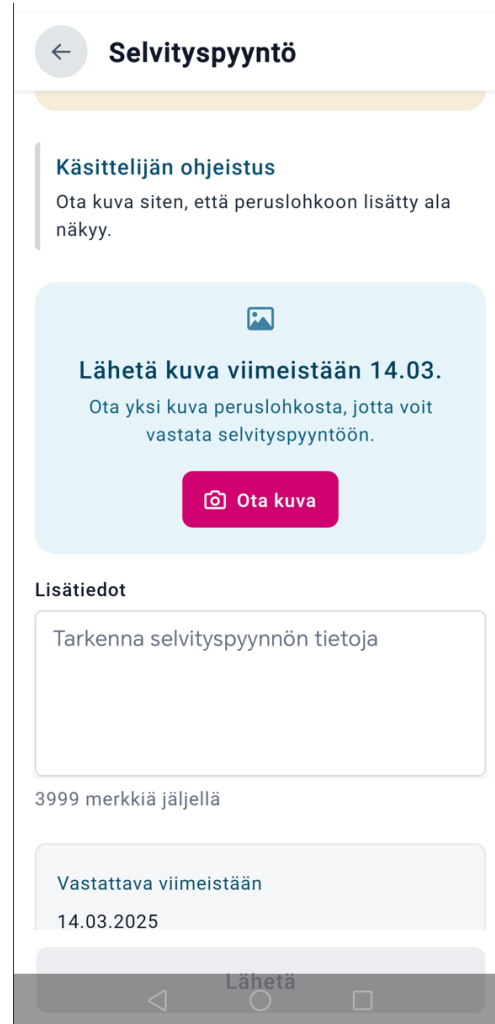 Selvityspyyntö
Käsittelijän ohjeistus
Ota kuva siten, että peruslohkoon lisätty ala
näkyy.
Lähetä kuva viimeistään 14.03.
Ota yksi kuva peruslohkosta, jotta voit
vastata selvityspyyntöön.
Ota kuva
Lisätiedot
Tarkenna selvityspyynnön tietoja
3999 merkkiä jäljellä
Vastattava viimeistään
14.03.2025
Lähetä